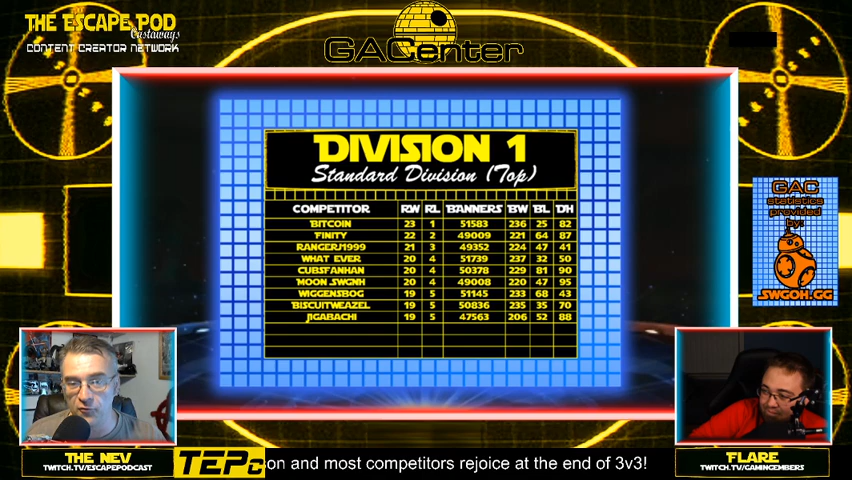 THE ESCAPE POD
Castaways
CONTENT CREATOR NETWORK
GACenter
DIVISION 1
Standard Division (Top)
COMPETITOR RW RL BANNERS BW BL DH
BITCOIN 23 1 51583 236 25 82
FINITY 22 2 49009 221 64 87
RANGERJ1999 21 3 49352 224 47 41
WHAT EVER 20 4 51739 237 32 50
CUBSFANHAN 20 4 50378 229 81 90
MOON SWGNH 20 4 49008 220 47 95
WIGGENSBOG 19 5 51145 233 68 43
BISCUITWEAZEL 19 5 50836 235 35 70
JIGABACHI 19 5 47563 206 52 88
GAC
statistics
provided
by:
SWGOH.GG
THE NEV
TWITCH.TV/ESCAPEPODCAST
TEPc
on and most competitors rejoice at the end of 3v3!
FLARE
TWITCH.TV/GAMINGEMBERS